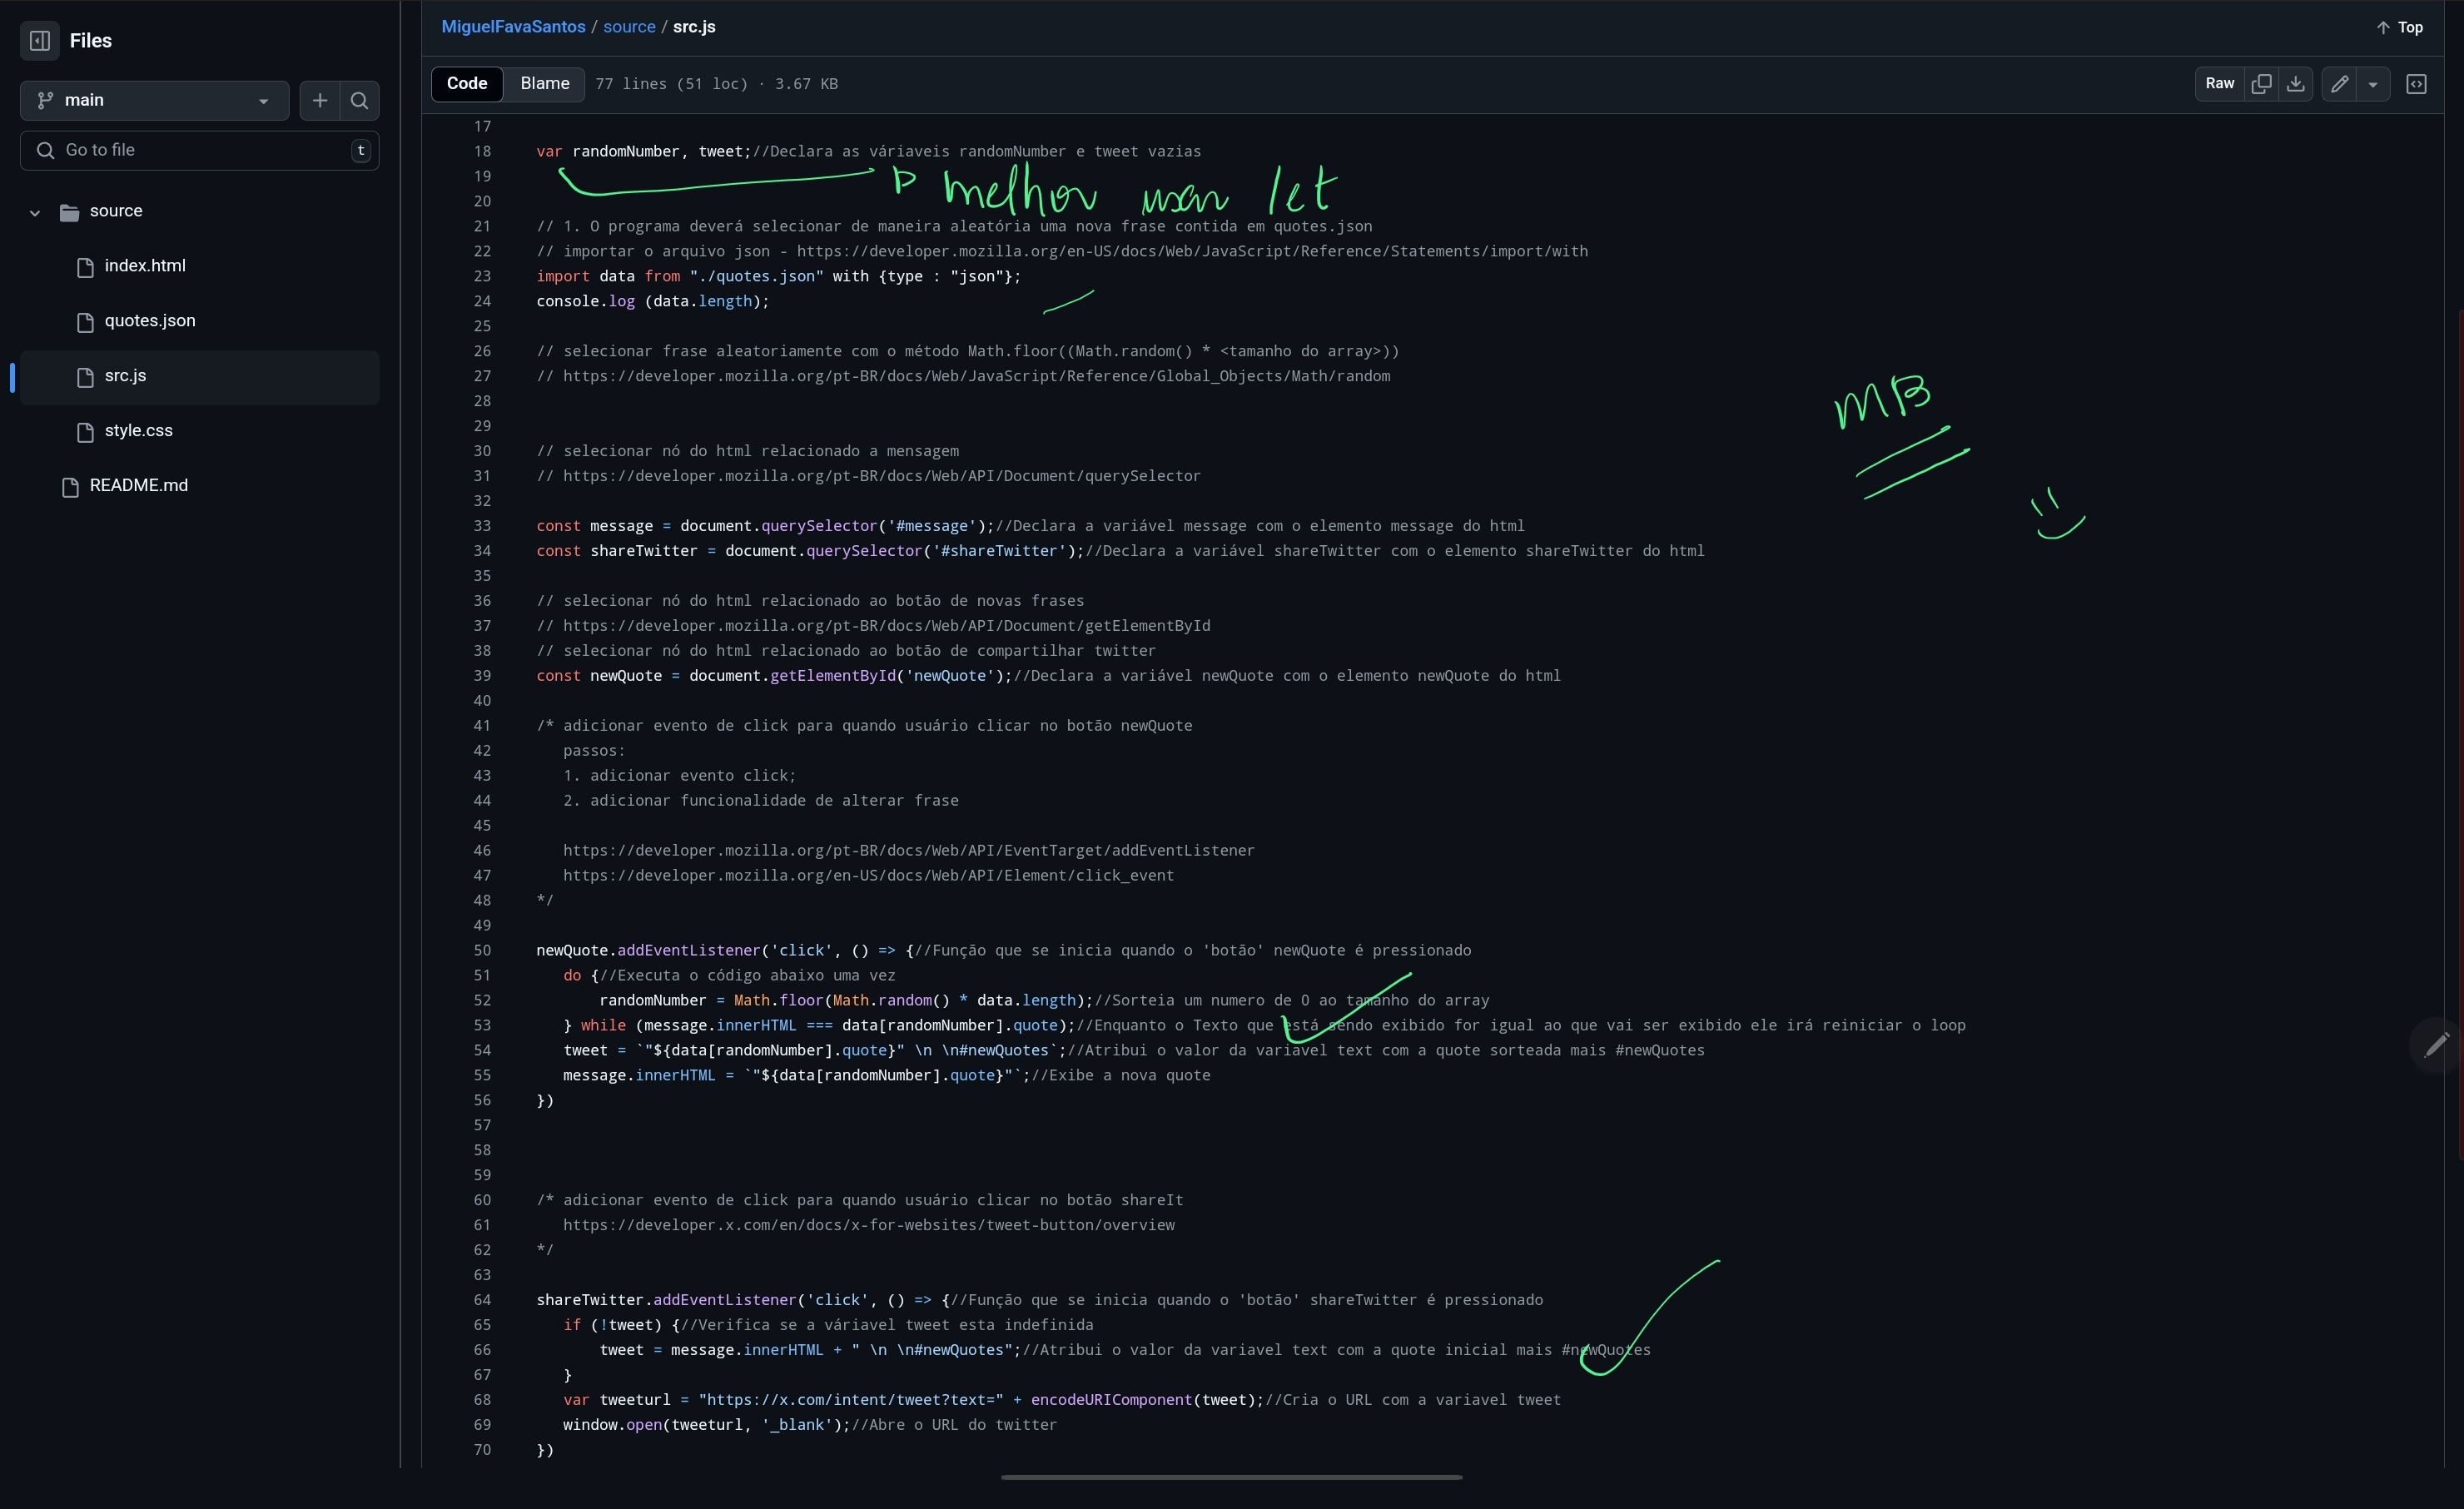 Files
main
Go to file t
source
index.html
quotes.json
src.js
style.css
README.md
MiguelFavaSantos / source / src.js
Top
Code Blame 77 lines (51 loc) · 3.67 KB Raw
17
18 var randomNumber, tweet;//Declara as váriaveis randomNumber e tweet vazias
19 melhor usar let
20
21 // 1. O programa deverá selecionar de maneira aleatória uma nova frase contida em quotes.json
22 // importar o arquivo json - https://developer.mozilla.org/en-US/docs/Web/JavaScript/Reference/Statements/import/with
23 import data from "./quotes.json" with {type : "json"};
24 console.log (data.length);
25
26 // selecionar frase aleatoriamente com o método Math.floor((Math.random() * <tamanho do array>))
27 // https://developer.mozilla.org/pt-BR/docs/Web/JavaScript/Reference/Global_Objects/Math/random
MB
28
29
30 // selecionar nó do html relacionado a mensagem
31 // https://developer.mozilla.org/pt-BR/docs/Web/API/Document/querySelector
32
33 const message = document.querySelector('#message');//Declara a variável message com o elemento message do html
34 const shareTwitter = document.querySelector('#shareTwitter');//Declara a variável shareTwitter com o elemento shareTwitter do html
35
36 // selecionar nó do html relacionado ao botão de novas frases
37 // https://developer.mozilla.org/pt-BR/docs/Web/API/Document/getElementById
38 // selecionar nó do html relacionado ao botão de compartilhar twitter
39 const newQuote = document.getElementById('newQuote');//Declara a variável newQuote com o elemento newQuote do html
40
41 /* adicionar evento de click para quando usuário clicar no botão newQuote
42 passos:
43 1. adicionar evento click;
44 2. adicionar funcionalidade de alterar frase
45
46 https://developer.mozilla.org/pt-BR/docs/Web/API/EventTarget/addEventListener
47 https://developer.mozilla.org/en-US/docs/Web/API/Element/click_event
48 */
49
50 newQuote.addEventListener('click', () => {//Função que se inicia quando o 'botão' newQuote é pressionado
51 do {//Executa o código abaixo uma vez
52 randomNumber = Math.floor(Math.random() * data.length);//Sorteia um numero de 0 ao tamanho do array
53 } while (message.innerHTML === data[randomNumber].quote);//Enquanto o Texto que está sendo exibido for igual ao que vai ser exibido ele irá reiniciar o loop
54 tweet = `"${data[randomNumber].quote}" \n \n#newQuotes`;//Atribui o valor da variavel text com a quote sorteada mais #newQuotes
55 message.innerHTML = `"${data[randomNumber].quote}"`;//Exibe a nova quote
56 })
57
58
59
60 /* adicionar evento de click para quando usuário clicar no botão shareIt
61 https://developer.x.com/en/docs/x-for-websites/tweet-button/overview
62 */
63
64 shareTwitter.addEventListener('click', () => {//Função que se inicia quando o 'botão' shareTwitter é pressionado
65 if (!tweet) {//Verifica se a váriavel tweet esta indefinida
66 tweet = message.innerHTML + " \n \n#newQuotes";//Atribui o valor da variavel text com a quote inicial mais #newQuotes
67 }
68 var tweeturl = "https://x.com/intent/tweet?text=" + encodeURIComponent(tweet);//Cria o URL com a variavel tweet
69 window.open(tweeturl, '_blank');//Abre o URL do twitter
70 })